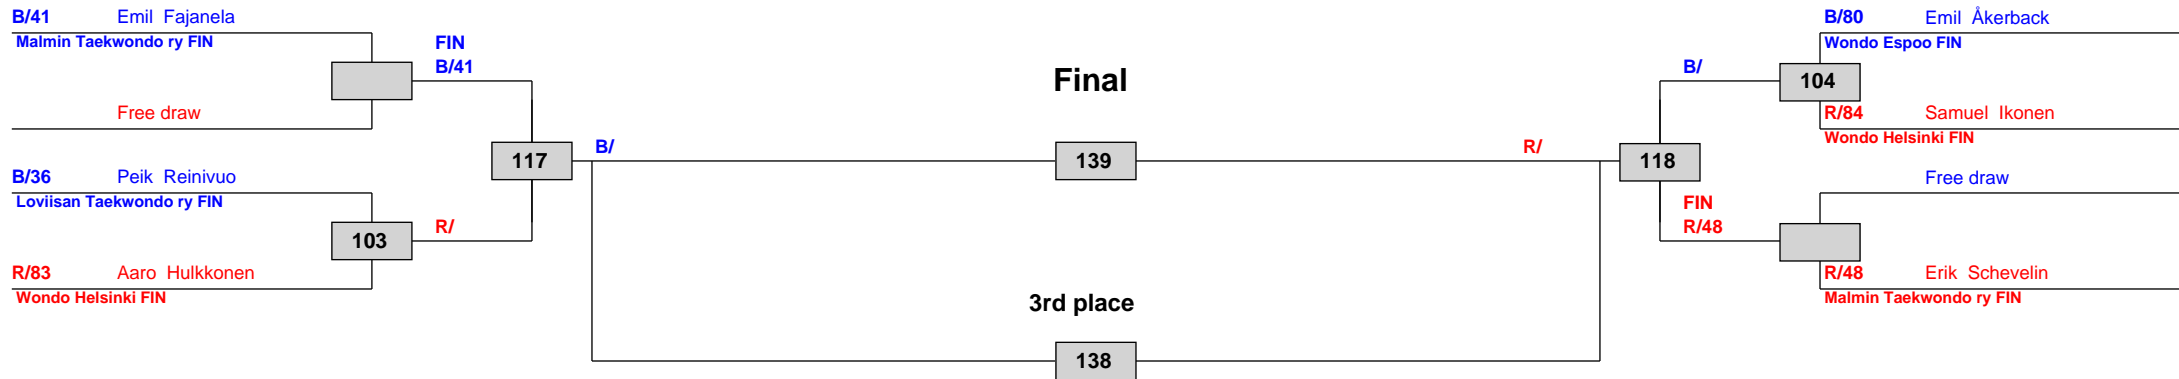 B/41 Emil Fajanela
Malmin Taekwondo ry FIN
Free draw
FIN
B/41
B/36 Peik Reinivuo
Loviisan Taekwondo ry FIN
103
R/
R/83 Aaro Hulkkonen
Wondo Helsinki FIN
117
B/
Final
139
R/
3rd place
138
B/80 Emil Åkerback
Wondo Espoo FIN
B/
104
R/84 Samuel Ikonen
Wondo Helsinki FIN
118
Free draw
FIN
R/48
R/48 Erik Schevelin
Malmin Taekwondo ry FIN